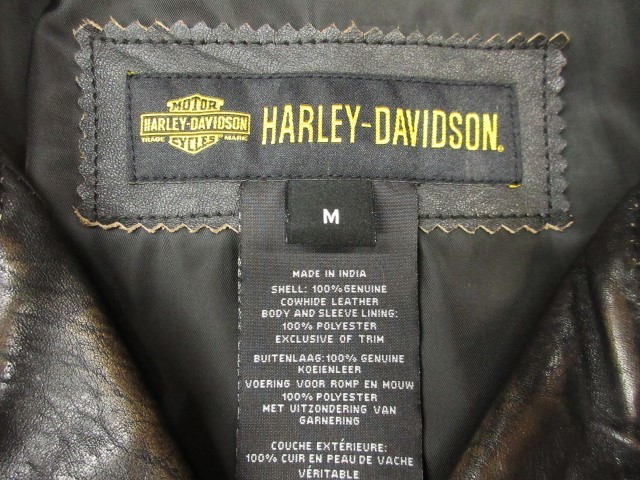 MOTOR
HARLEY-DAVIDSON
TRADE MARK
CYCLES
HARLEY-DAVIDSON.
M
MADE IN INDIA
SHELL: 100% GENUINE
COWHIDE LEATHER
BODY AND SLEEVE LINING:
100% POLYESTER
EXCLUSIVE OF TRIM
BUITENLAAG: 100% GENUINE
KOEIENLEER
VOERING VOOR ROMP EN MOUW
100% POLYESTER
MET UITZONDERING VAN
GARNERING
COUCHE EXTÉRIEURE:
100% CUIR EN PEAU DE VACHE
VÉRITABLE